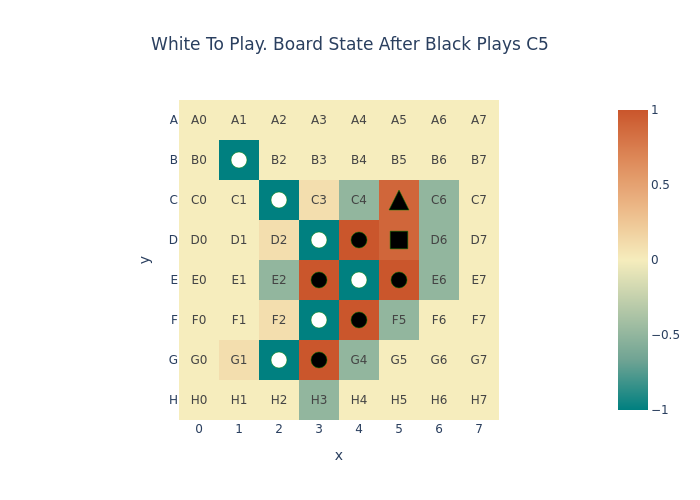 White To Play. Board State After Black Plays C5
A A0 A1 A2 A3 A4 A5 A6 A7
B B0 B2 B3 B4 B5 B6 B7
C C0 C1 C3 C4 C6 C7
D D0 D1 D2 D6 D7
E E0 E1 E2 E6 E7
F F0 F1 F2 F5 F6 F7
G G0 G1 G4 G5 G6 G7
H H0 H1 H2 H3 H4 H5 H6 H7
0 1 2 3 4 5 6 7
x
y
1
0.5
0
−0.5
−1